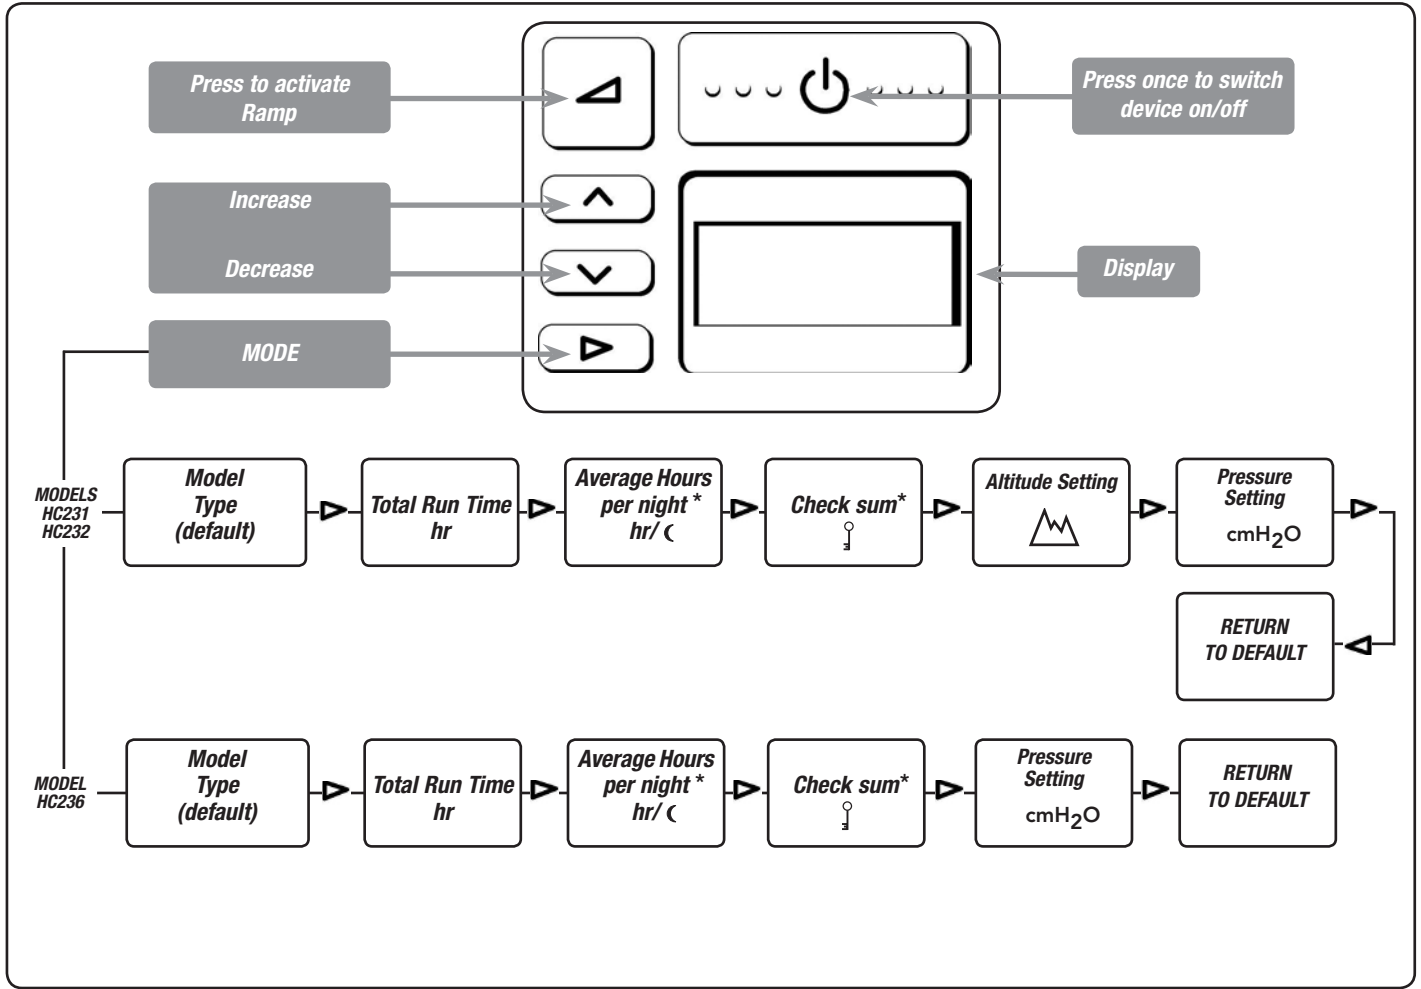 Press to activate
Ramp
Press once to switch
device on/off
Increase
Decrease
Display
MODE
MODELS
HC231
HC232
Model
Type
(default)
Total Run Time
hr
Average Hours
per night *
hr/
Check sum*
Altitude Setting
Pressure
Setting
cmH2O
RETURN
TO DEFAULT
MODEL
HC236
Model
Type
(default)
Total Run Time
hr
Average Hours
per night *
hr/
Check sum*
Pressure
Setting
cmH2O
RETURN
TO DEFAULT